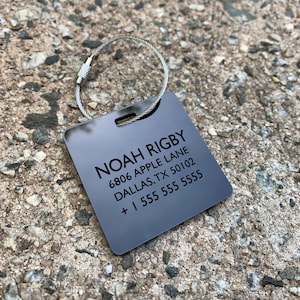 NOAH RIGBY
6806 APPLE LANE
DALLAS, TX 50102
+ 1 555 555 5555